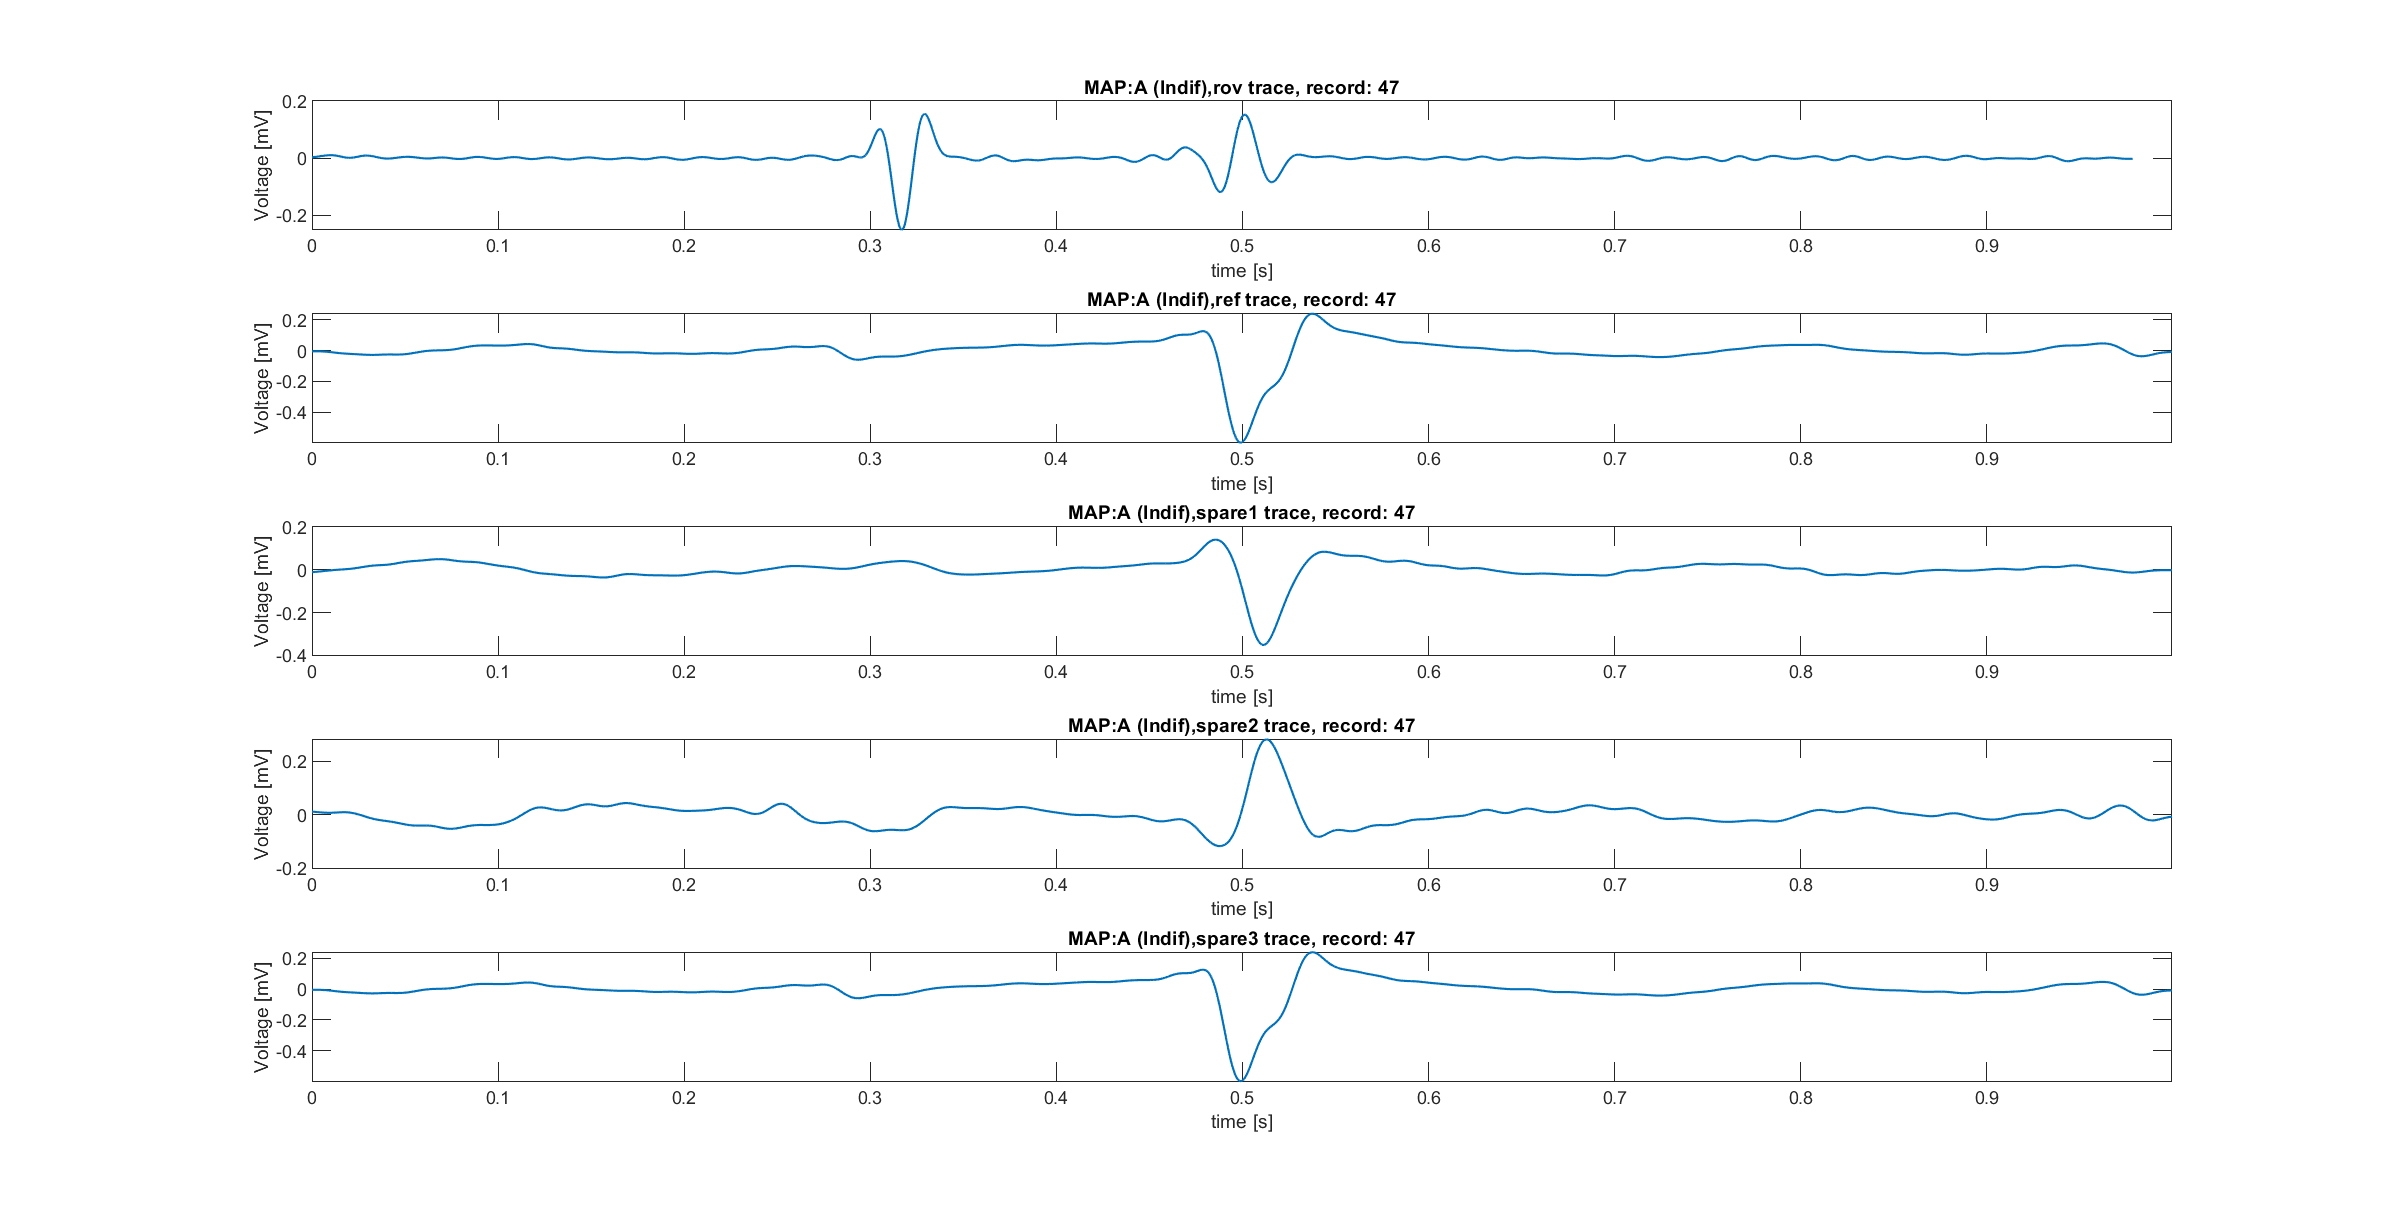 MAP:A (Indif),rov trace, record: 47
Voltage [mV]
0.2
0
-0.2
0 0.1 0.2 0.3 0.4 0.5 0.6 0.7 0.8 0.9
time [s]
MAP:A (Indif),ref trace, record: 47
Voltage [mV]
0.2
0
-0.2
-0.4
0 0.1 0.2 0.3 0.4 0.5 0.6 0.7 0.8 0.9
time [s]
MAP:A (Indif),spare1 trace, record: 47
Voltage [mV]
0.2
0
-0.2
-0.4
0 0.1 0.2 0.3 0.4 0.5 0.6 0.7 0.8 0.9
time [s]
MAP:A (Indif),spare2 trace, record: 47
Voltage [mV]
0.2
0
-0.2
0 0.1 0.2 0.3 0.4 0.5 0.6 0.7 0.8 0.9
time [s]
MAP:A (Indif),spare3 trace, record: 47
Voltage [mV]
0.2
0
-0.2
-0.4
0 0.1 0.2 0.3 0.4 0.5 0.6 0.7 0.8 0.9
time [s]